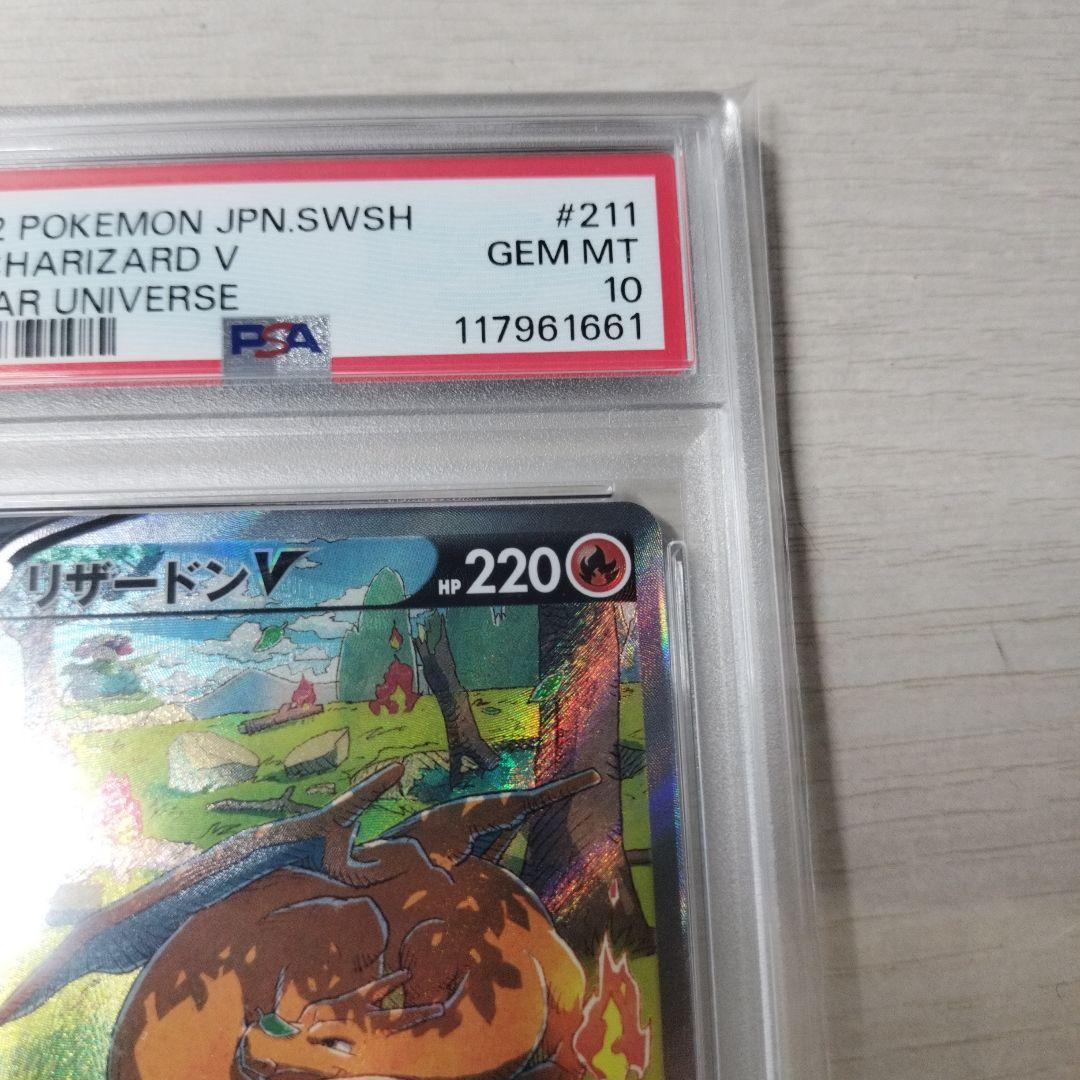 2 POKEMON JPN.SWSH #211
CHARIZARD V GEM MT
AR UNIVERSE 10
PSA 117961661
リザードンV HP 220